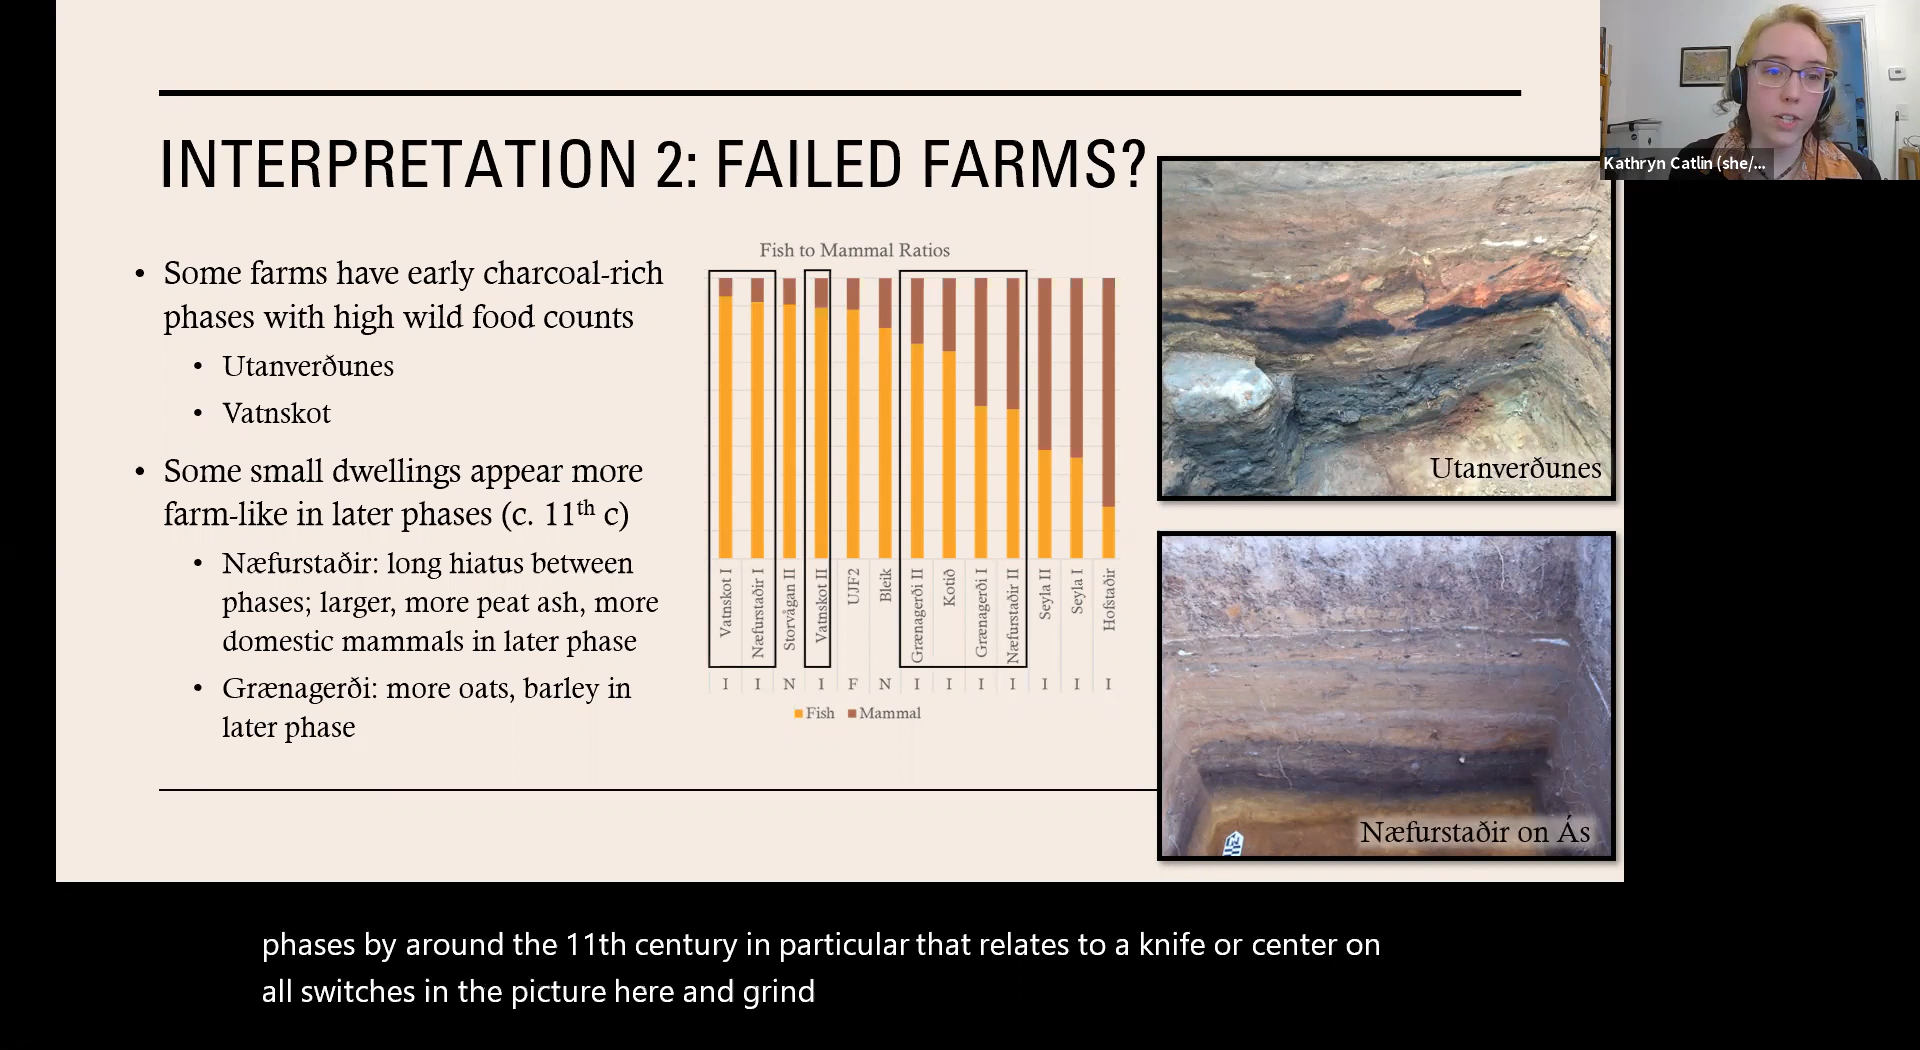 INTERPRETATION 2: FAILED FARMS?
• Some farms have early charcoal-rich
phases with high wild food counts
• Utanverðunes
• Vatnskot
• Some small dwellings appear more
farm-like in later phases (c. 11th c)
• Næfurstaðir: long hiatus between
phases; larger, more peat ash, more
domestic mammals in later phase
• Grænagerði: more oats, barley in
later phase
Fish to Mammal Ratios
Vatnskot I
Næfurstaðir I
Storvågan II
Vatnskot II
UJF2
Bleik
Grænagerði II
Kotið
Grænagerði I
Næfurstaðir II
Seyla II
Seyla I
Hofstaðir
I I N I F N I I I I I I I
Fish Mammal
Utanverðunes
Næfurstaðir on Ás
Kathryn Catlin (she/...
phases by around the 11th century in particular that relates to a knife or center on
all switches in the picture here and grind